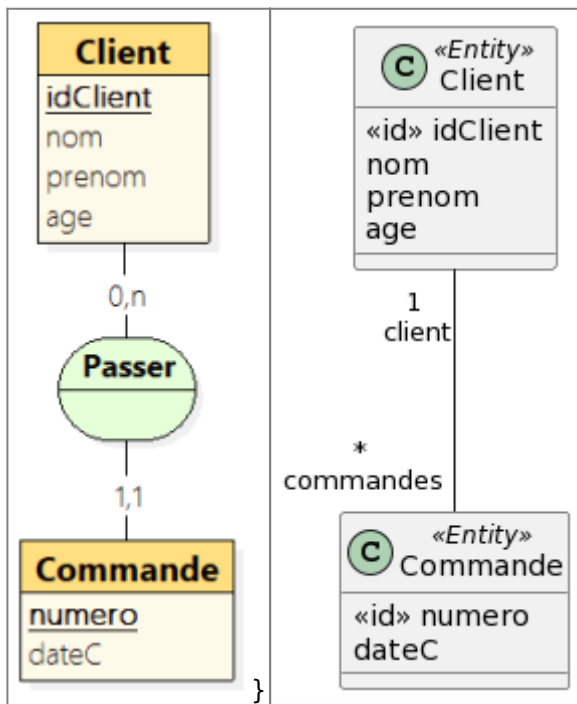 Client
idClient
nom
prenom
age
0,n
Passer
1,1
Commande
numero
dateC
}
C
«Entity»
Client
«id» idClient
nom
prenom
age
1
client
*
commandes
C
«Entity»
Commande
«id» numero
dateC